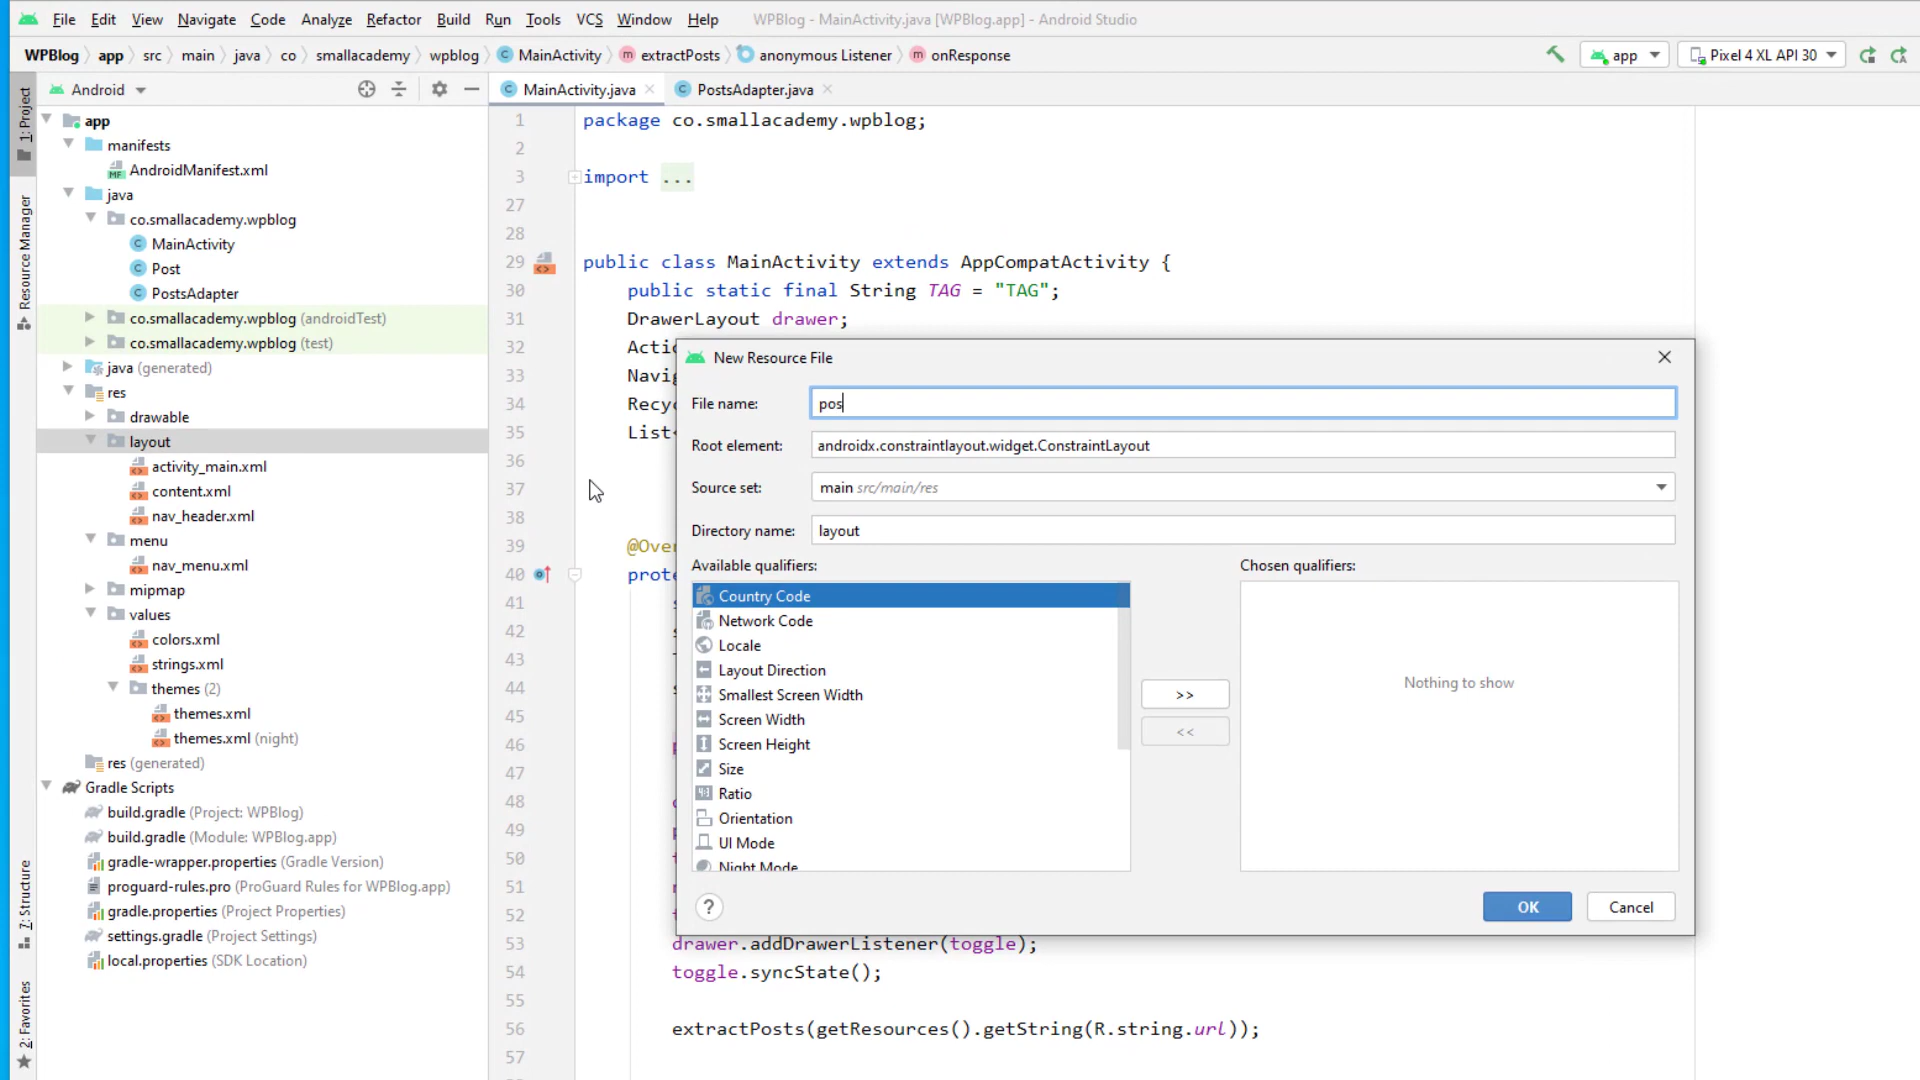 File Edit View Navigate Code Analyze Refactor Build Run Tools VCS Window Help WPBlog - MainActivity.java [WPBlog.app] - Android Studio
WPBlog app src main java co smallacademy wpblog MainActivity extractPosts anonymous Listener onResponse app Pixel 4 XL API 30
Android
MainActivity.java PostsAdapter.java
1: Project
Resource Manager
7: Structure
2: Favorites
app
manifests
AndroidManifest.xml
java
co.smallacademy.wpblog
MainActivity
Post
PostsAdapter
co.smallacademy.wpblog (androidTest)
co.smallacademy.wpblog (test)
java (generated)
res
drawable
layout
activity_main.xml
content.xml
nav_header.xml
menu
nav_menu.xml
mipmap
values
colors.xml
strings.xml
themes (2)
themes.xml
themes.xml (night)
res (generated)
Gradle Scripts
build.gradle (Project: WPBlog)
build.gradle (Module: WPBlog.app)
gradle-wrapper.properties (Gradle Version)
proguard-rules.pro (ProGuard Rules for WPBlog.app)
gradle.properties (Project Properties)
settings.gradle (Project Settings)
local.properties (SDK Location)
1 package co.smallacademy.wpblog;
2
3 import ...
27
28
29 public class MainActivity extends AppCompatActivity {
30 public static final String TAG = "TAG";
31 DrawerLayout drawer;
32 Actio
33 Navig
34 Recyc
35 List<
36
37
38
39 @Over
40 prote
41
42
43
44
45
46
47
48
49
50
51
52
53 drawer.addDrawerListener(toggle);
54 toggle.syncState();
55
56 extractPosts(getResources().getString(R.string.url));
57
New Resource File
File name: pos
Root element: androidx.constraintlayout.widget.ConstraintLayout
Source set: main src/main/res
Directory name: layout
Available qualifiers: Chosen qualifiers:
Country Code
Network Code
Locale
Layout Direction
Smallest Screen Width
Screen Width
Screen Height
Size
Ratio
Orientation
UI Mode
Night Mode
>>
<<
Nothing to show
? OK Cancel